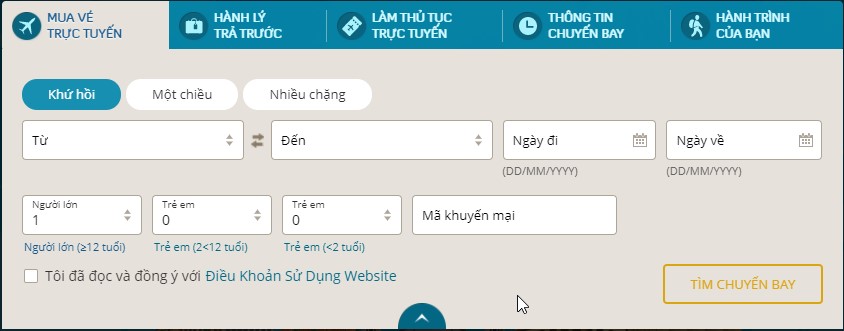 MUA VÉ
TRỰC TUYẾN
HÀNH LÝ
TRẢ TRƯỚC
LÀM THỦ TỤC
TRỰC TUYẾN
THÔNG TIN
CHUYẾN BAY
HÀNH TRÌNH
CỦA BẠN
Khứ hồi
Một chiều
Nhiều chặng
Từ
Đến
Ngày đi
Ngày về
(DD/MM/YYYY)
(DD/MM/YYYY)
Người lớn
1
Trẻ em
0
Trẻ em
0
Mã khuyến mại
Người lớn (≥12 tuổi)
Trẻ em (2<12 tuổi)
Trẻ em (<2 tuổi)
Tôi đã đọc và đồng ý với Điều Khoản Sử Dụng Website
TÌM CHUYẾN BAY